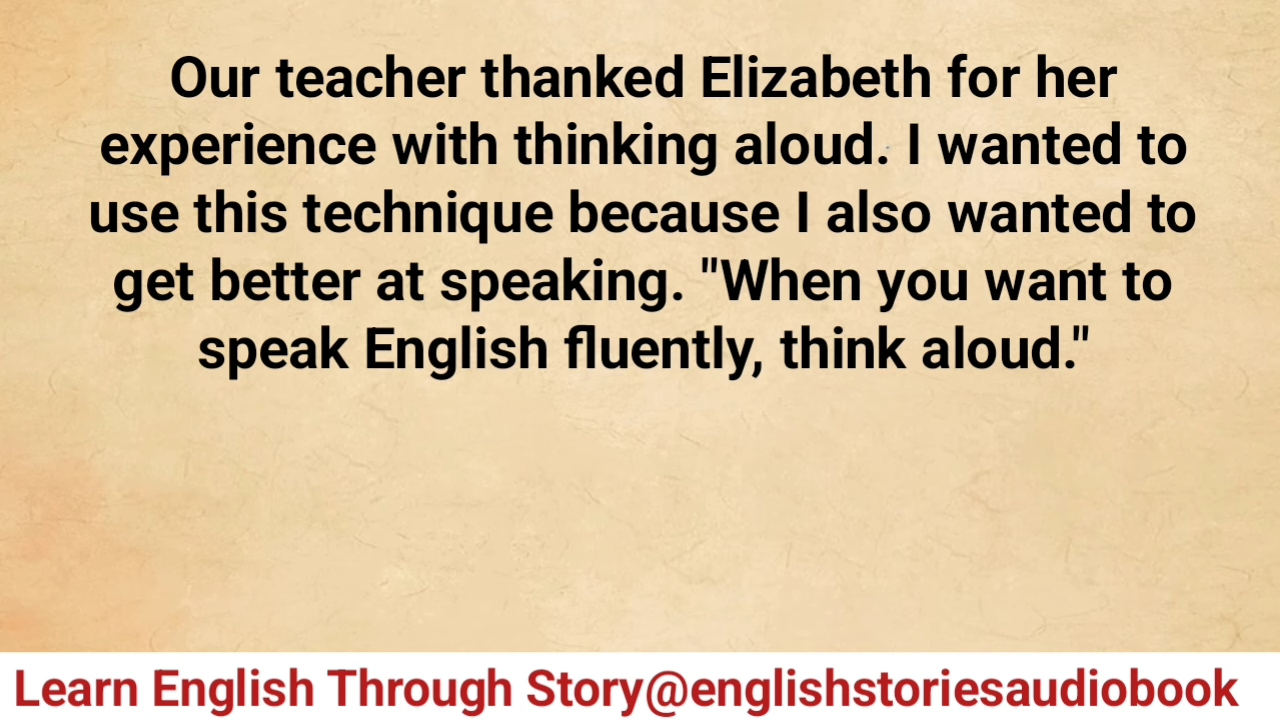 Our teacher thanked Elizabeth for her
experience with thinking aloud. I wanted to
use this technique because I also wanted to
get better at speaking. "When you want to
speak English fluently, think aloud."
Learn English Through Story@englishstoriesaudiobook